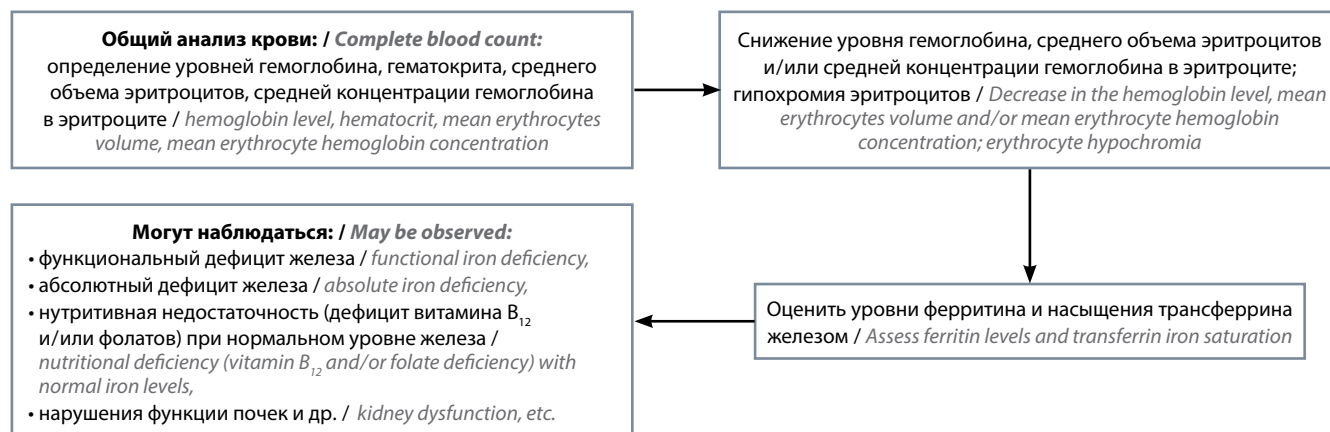 Общий анализ крови: / Complete blood count:
определение уровней гемоглобина, гематокрита, среднего
объема эритроцитов, средней концентрации гемоглобина
в эритроците / hemoglobin level, hematocrit, mean erythrocytes
volume, mean erythrocyte hemoglobin concentration
Снижение уровня гемоглобина, среднего объема эритроцитов
и/или средней концентрации гемоглобина в эритроците;
гипохромия эритроцитов / Decrease in the hemoglobin level, mean
erythrocytes volume and/or mean erythrocyte hemoglobin
concentration; erythrocyte hypochromia
Оценить уровни ферритина и насыщения трансферрина
железом / Assess ferritin levels and transferrin iron saturation
Могут наблюдаться: / May be observed:
• функциональный дефицит железа / functional iron deficiency,
• абсолютный дефицит железа / absolute iron deficiency,
• нутритивная недостаточность (дефицит витамина B12
и/или фолатов) при нормальном уровне железа /
nutritional deficiency (vitamin B12 and/or folate deficiency) with
normal iron levels,
• нарушения функции почек и др. / kidney dysfunction, etc.